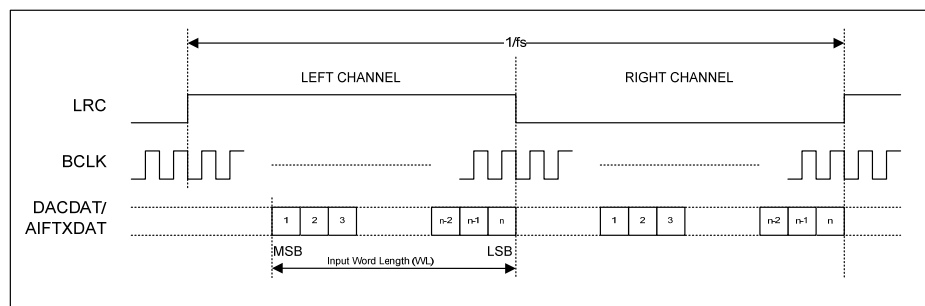 1/fs
LEFT CHANNEL
RIGHT CHANNEL
LRC
BCLK
DACDAT/
AIFTXDAT
1 2 3 n-2 n-1 n 1 2 3 n-2 n-1 n
MSB LSB
Input Word Length (WL)